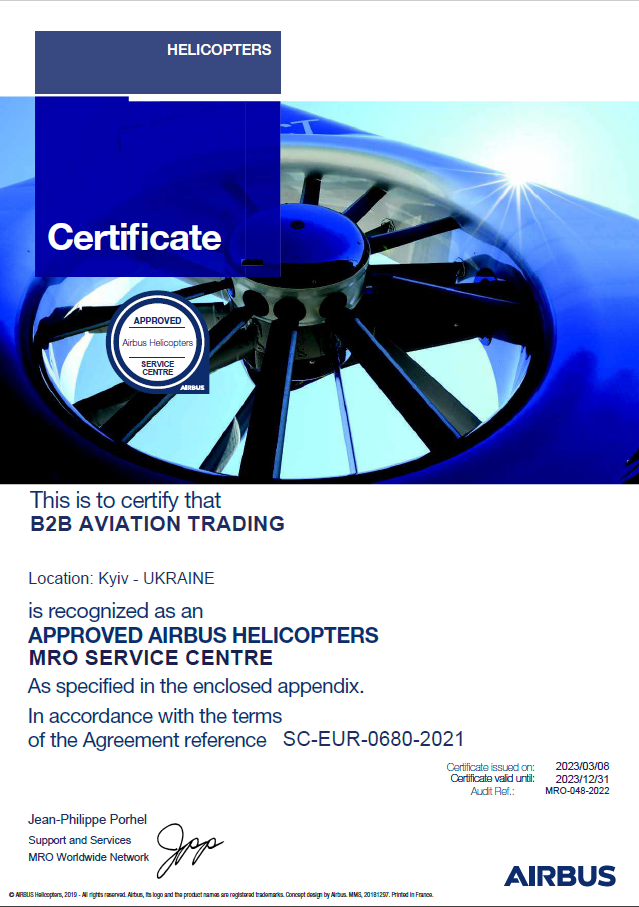 HELICOPTERS
Certificate
APPROVED
Airbus Helicopters
SERVICE
CENTRE
AIRBUS
This is to certify that
B2B AVIATION TRADING
Location: Kyiv - UKRAINE
is recognized as an
APPROVED AIRBUS HELICOPTERS
MRO SERVICE CENTRE
As specified in the enclosed appendix.
In accordance with the terms
of the Agreement reference SC-EUR-0680-2021
Certificate issued on: 2023/03/08
Certificate valid until: 2023/12/31
Audit Ref.: MRO-048-2022
Jean-Philippe Porhel
Support and Services
MRO Worldwide Network
AIRBUS
© AIRBUS Helicopters, 2019 - All rights reserved. Airbus, its logo and the product names are registered trademarks. Concept design by Airbus. MMS, 20181297. Printed in France.